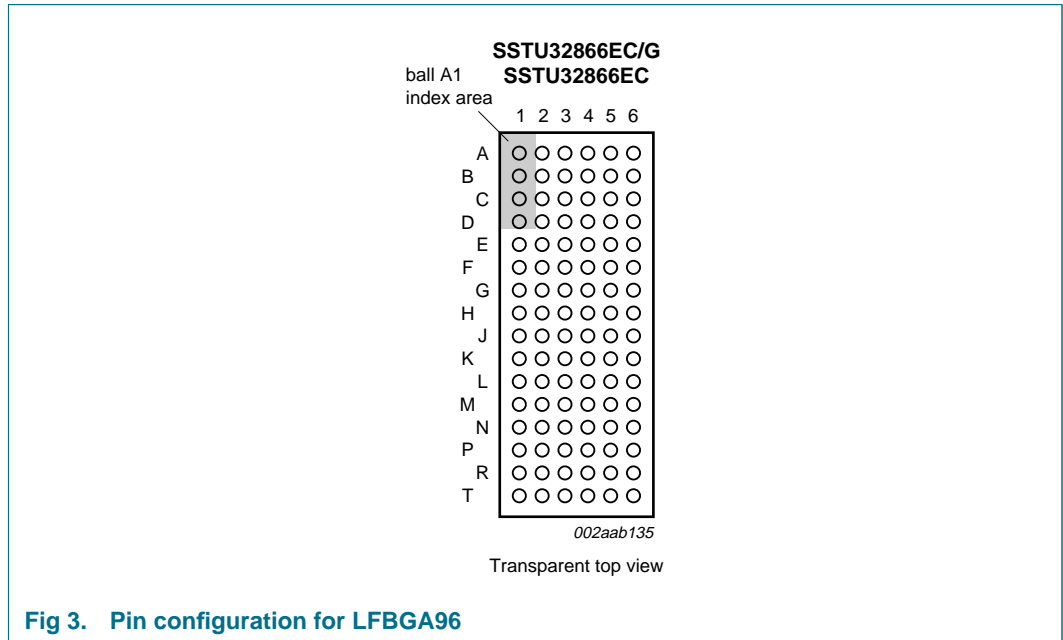 SSTU32866EC/G
SSTU32866EC
ball A1
index area
1 2 3 4 5 6
A
B
C
D
E
F
G
H
J
K
L
M
N
P
R
T
002aab135
Transparent top view
Fig 3. Pin configuration for LFBGA96